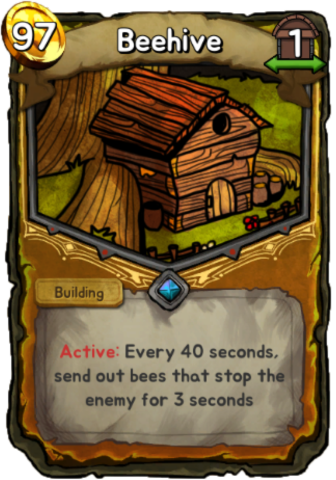 97
Beehive
1
Building
Active: Every 40 seconds,
send out bees that stop the
enemy for 3 seconds